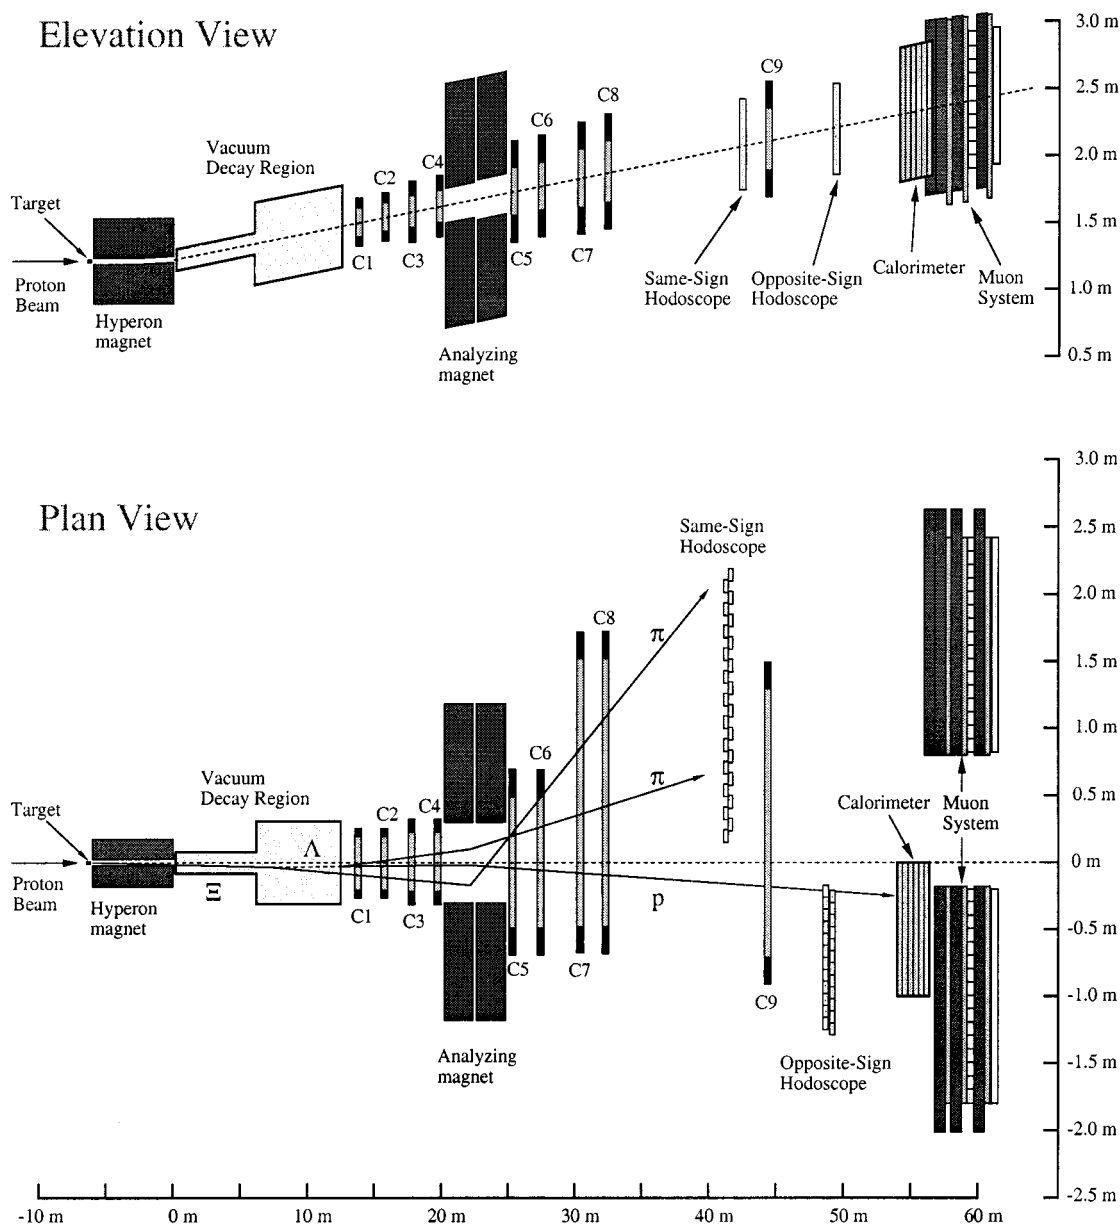 Elevation View
Vacuum
Decay Region
Target
Proton
Beam
Hyperon
magnet
C1
C2
C3
C4
Analyzing
magnet
C5
C6
C7
C8
C9
Same-Sign
Hodoscope
Opposite-Sign
Hodoscope
Calorimeter
Muon
System
3.0 m
2.5 m
2.0 m
1.5 m
1.0 m
0.5 m
Plan View
Vacuum
Decay Region
Target
Proton
Beam
Hyperon
magnet
Ξ
Λ
C1
C2
C3
C4
Analyzing
magnet
C5
C6
C7
C8
π
π
p
Same-Sign
Hodoscope
C9
Opposite-Sign
Hodoscope
Calorimeter
Muon
System
3.0 m
2.5 m
2.0 m
1.5 m
1.0 m
0.5 m
0 m
-0.5 m
-1.0 m
-1.5 m
-2.0 m
-2.5 m
-10 m
0 m
10 m
20 m
30 m
40 m
50 m
60 m